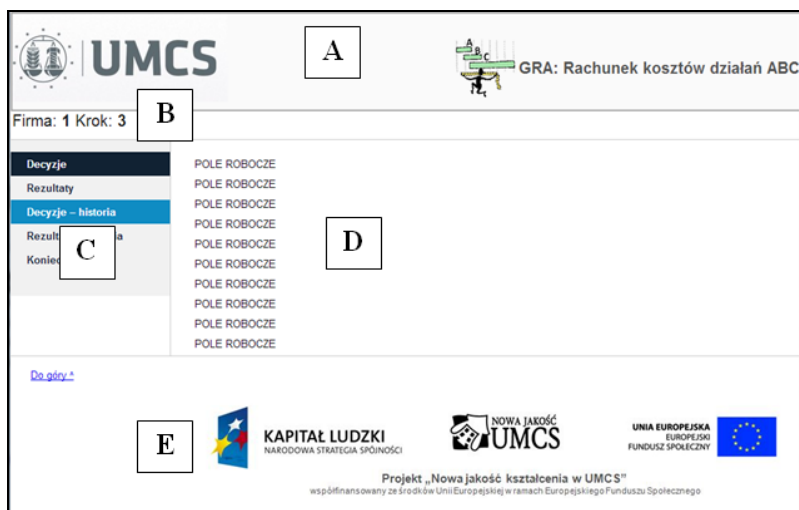 UMCS
A
A
B
C
GRA: Rachunek kosztów działań ABC
B
Firma: 1 Krok: 3
Decyzje
Rezultaty
Decyzje – historia
C
POLE ROBOCZE
POLE ROBOCZE
POLE ROBOCZE
POLE ROBOCZE
POLE ROBOCZE
POLE ROBOCZE
POLE ROBOCZE
POLE ROBOCZE
POLE ROBOCZE
POLE ROBOCZE
D
Do góry ^
E
KAPITAŁ LUDZKI
NARODOWA STRATEGIA SPÓJNOŚCI
NOWA JAKOŚĆ
UMCS
UNIA EUROPEJSKA
EUROPEJSKI
FUNDUSZ SPOŁECZNY
Projekt „Nowa jakość kształcenia w UMCS”
współfinansowany ze środków Unii Europejskiej w ramach Europejskiego Funduszu Społecznego